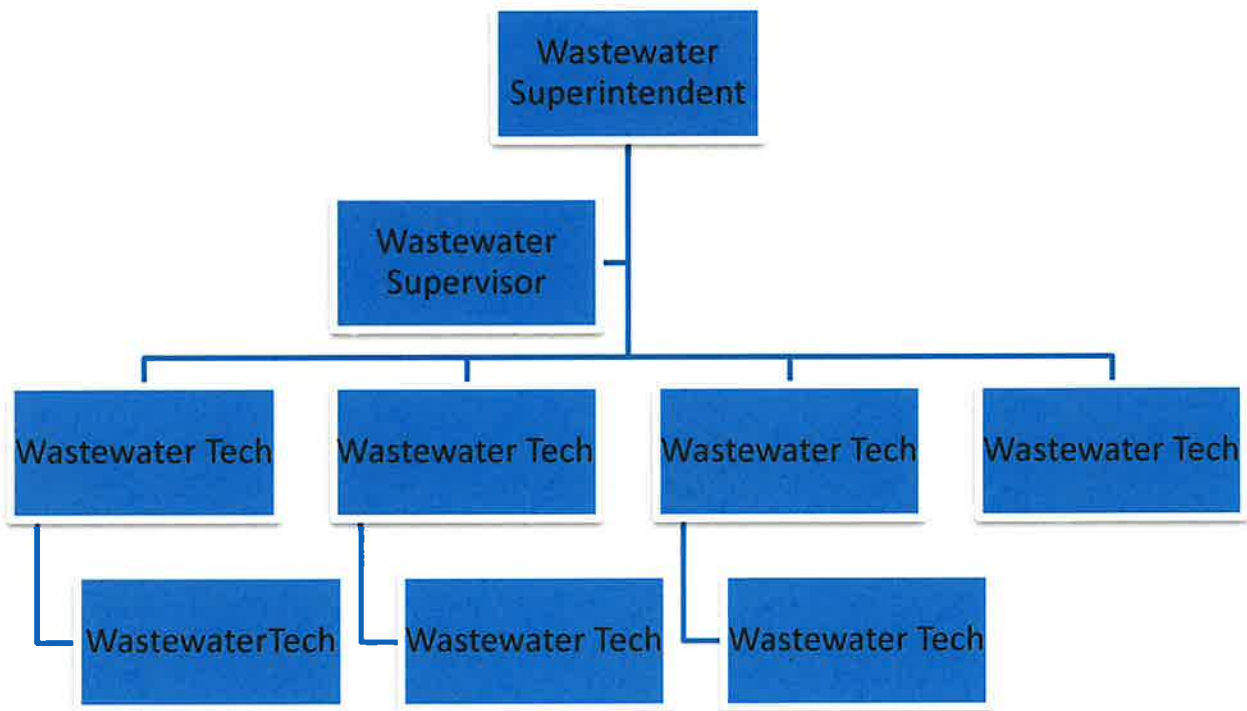 Wastewater
Superintendent
Wastewater
Supervisor
Wastewater Tech
Wastewater Tech
Wastewater Tech
Wastewater Tech
WastewaterTech
Wastewater Tech
Wastewater Tech